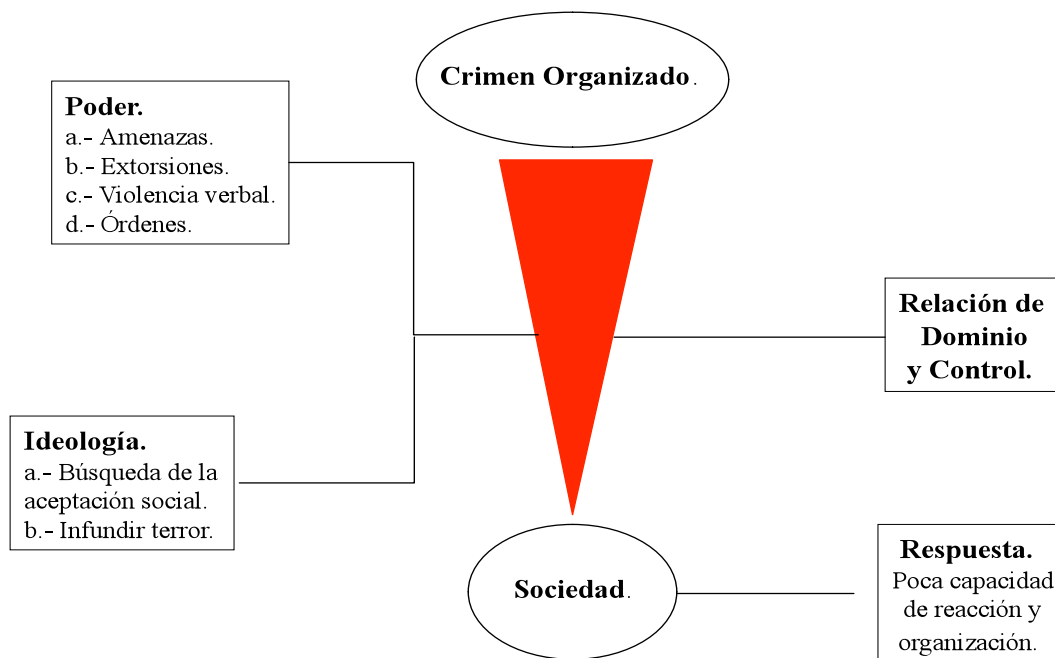 Crimen Organizado.
Poder.
a.- Amenazas.
b.- Extorsiones.
c.- Violencia verbal.
d.- Órdenes.
Relación de
Dominio
y Control.
Ideología.
a.- Búsqueda de la
aceptación social.
b.- Infundir terror.
Sociedad.
Respuesta.
Poca capacidad
de reacción y
organización.